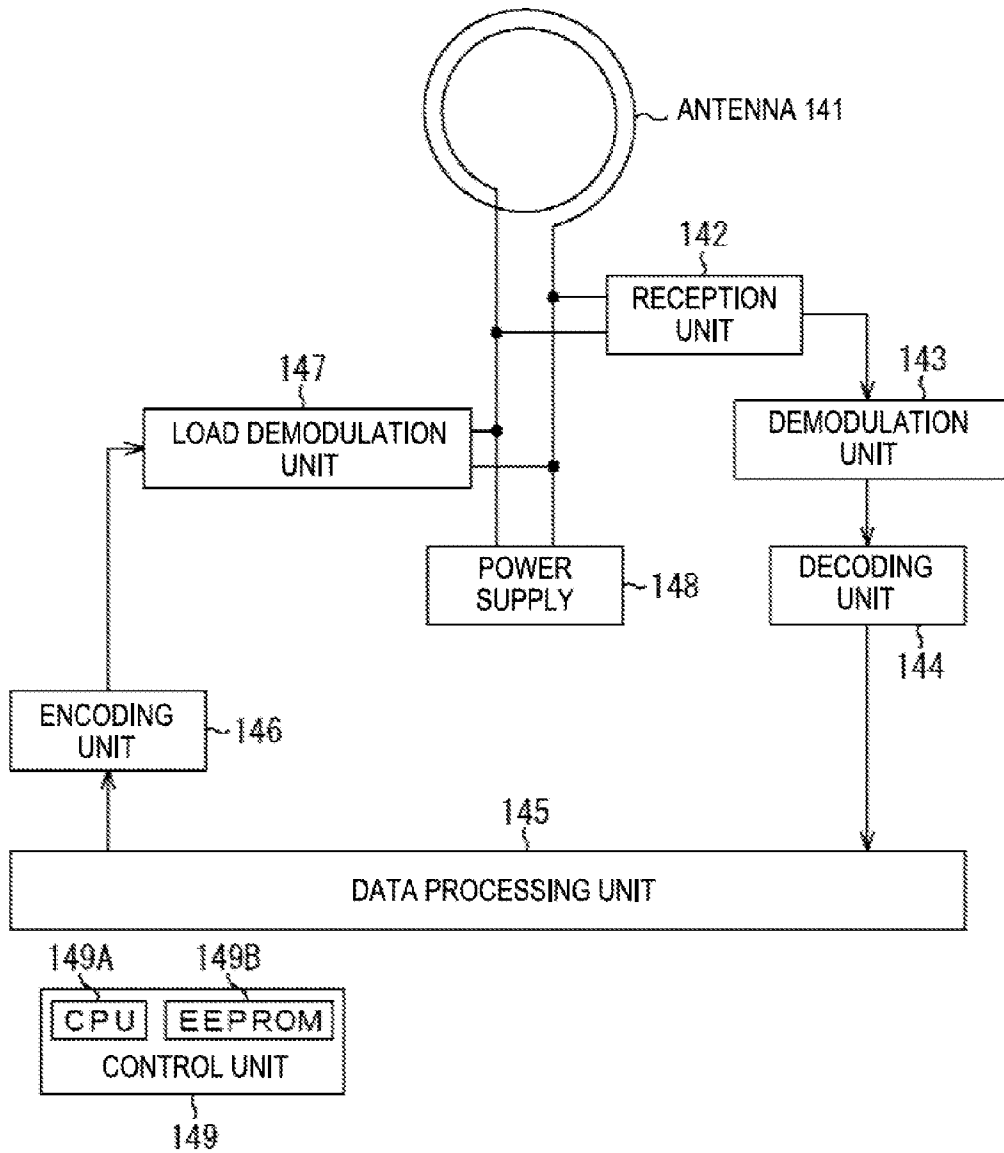 ANTENNA 141
142
RECEPTION
UNIT
147
143
LOAD DEMODULATION
UNIT
DEMODULATION
UNIT
POWER
SUPPLY
148
DECODING
UNIT
144
ENCODING
UNIT
146
145
DATA PROCESSING UNIT
149A
149B
CPU
EEPROM
CONTROL UNIT
149